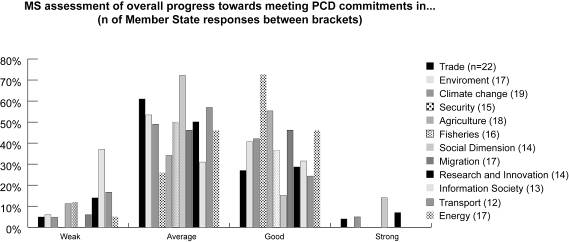 MS assessment of overall progress towards meeting PCD commitments in...
(n of Member State responses between brackets)
80%
70%
60%
50%
40%
30%
20%
10%
0%
Weak
Average
Good
Strong
Trade (n=22)
Enviroment (17)
Climate change (19)
Security (15)
Agriculture (18)
Fisheries (16)
Social Dimension (14)
Migration (17)
Research and Innovation (14)
Information Society (13)
Transport (12)
Energy (17)